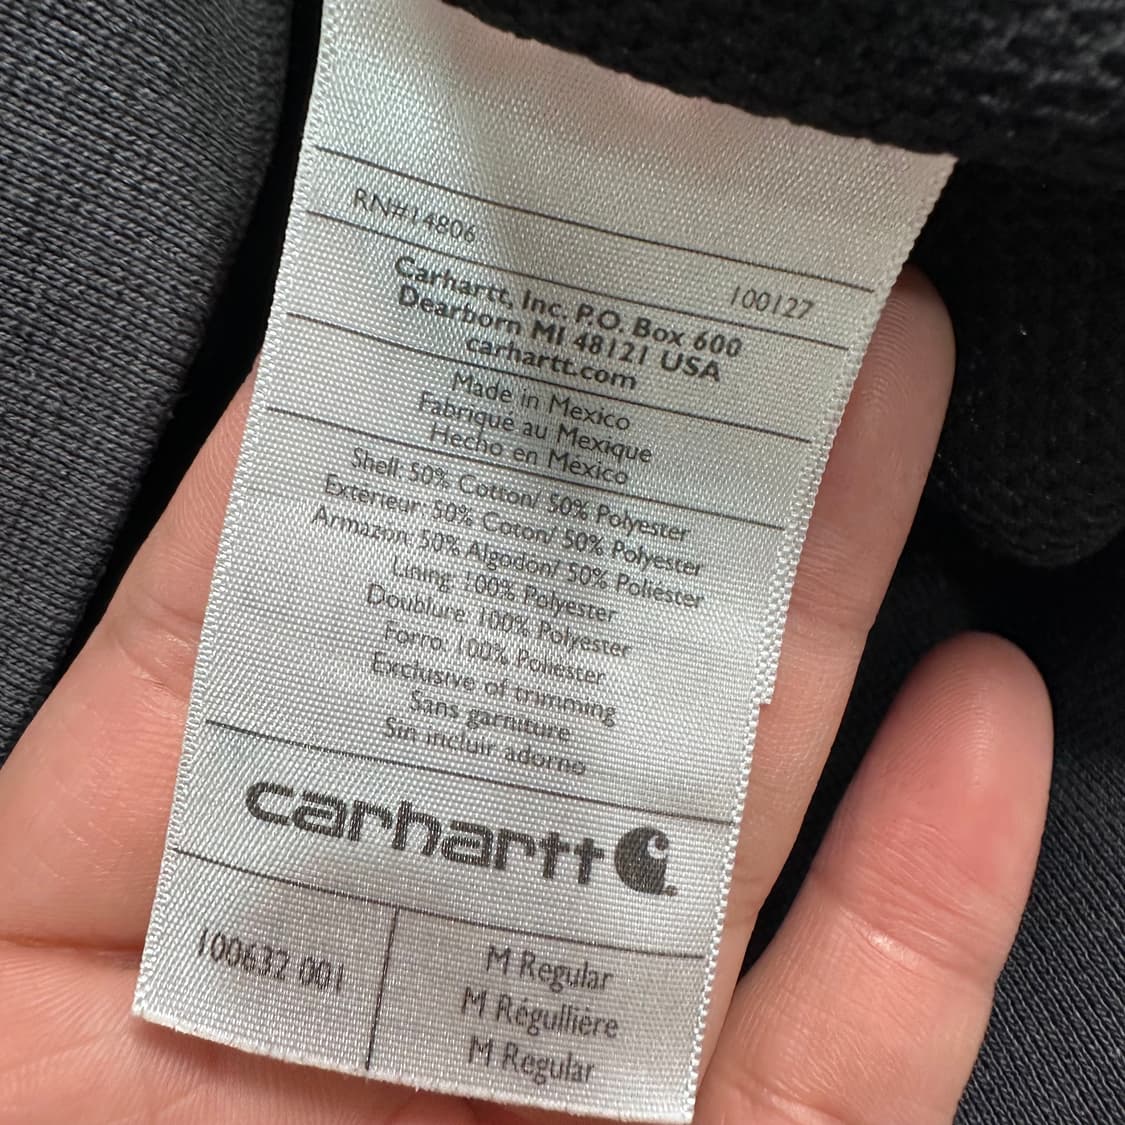 RN#14806
100127
Carhartt, Inc. P.O. Box 600
Dearborn MI 48121 USA
carhartt.com
Made in Mexico
Fabriqué au Mexique
Hecho en México
Shell: 50% Cotton/ 50% Polyester
Exterieur: 50% Coton/ 50% Polyester
Armazon: 50% Algodon/ 50% Poliéster
Lining: 100% Polyester
Doublure: 100% Polyester
Forro: 100% Poliester
Exclusive of trimming
Sans garniture
Sin incluir adorno
carhartt
100632 001
M Regular
M Régullière
M Regular